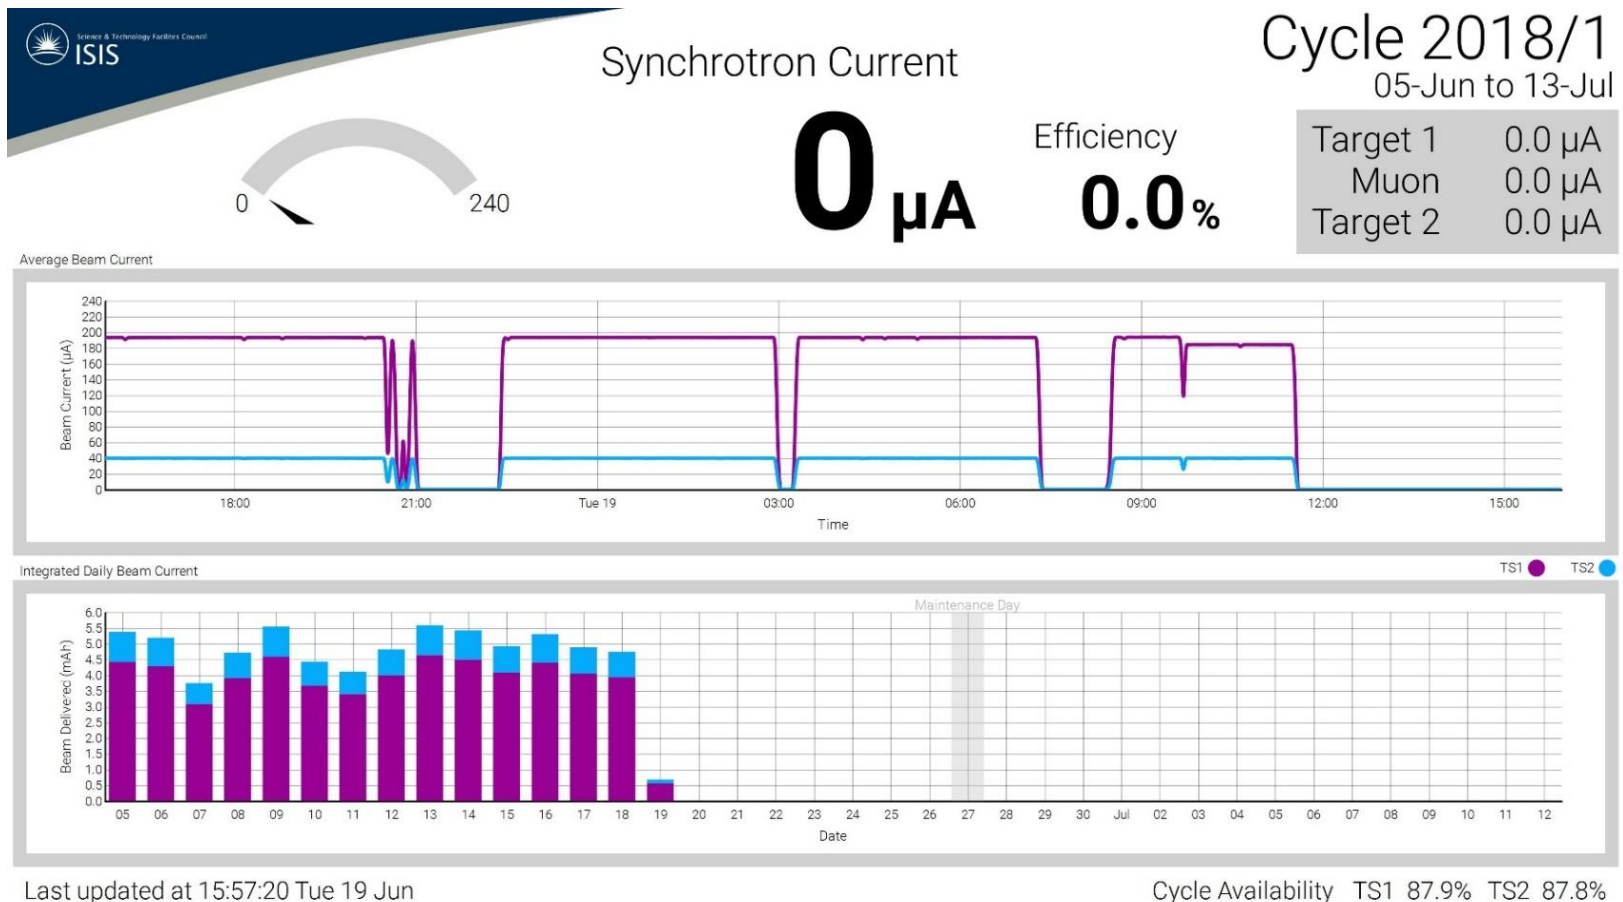 Science & Technology Facilities Council
ISIS
Synchrotron Current
Cycle 2018/1
05-Jun to 13-Jul
0 240
0 µA
Efficiency
0.0 %
Target 1 0.0 µA
Muon 0.0 µA
Target 2 0.0 µA
Average Beam Current
Beam Current (µA)
240
220
200
180
160
140
120
100
80
60
40
20
0
18:00 21:00 Tue 19 03:00 06:00 09:00 12:00 15:00
Time
Integrated Daily Beam Current
TS1 TS2
Maintenance Day
Beam Delivered (mAh)
6.0
5.5
5.0
4.5
4.0
3.5
3.0
2.5
2.0
1.5
1.0
0.5
0.0
05 06 07 08 09 10 11 12 13 14 15 16 17 18 19 20 21 22 23 24 25 26 27 28 29 30 Jul 02 03 04 05 06 07 08 09 10 11 12
Date
Last updated at 15:57:20 Tue 19 Jun
Cycle Availability TS1 87.9% TS2 87.8%